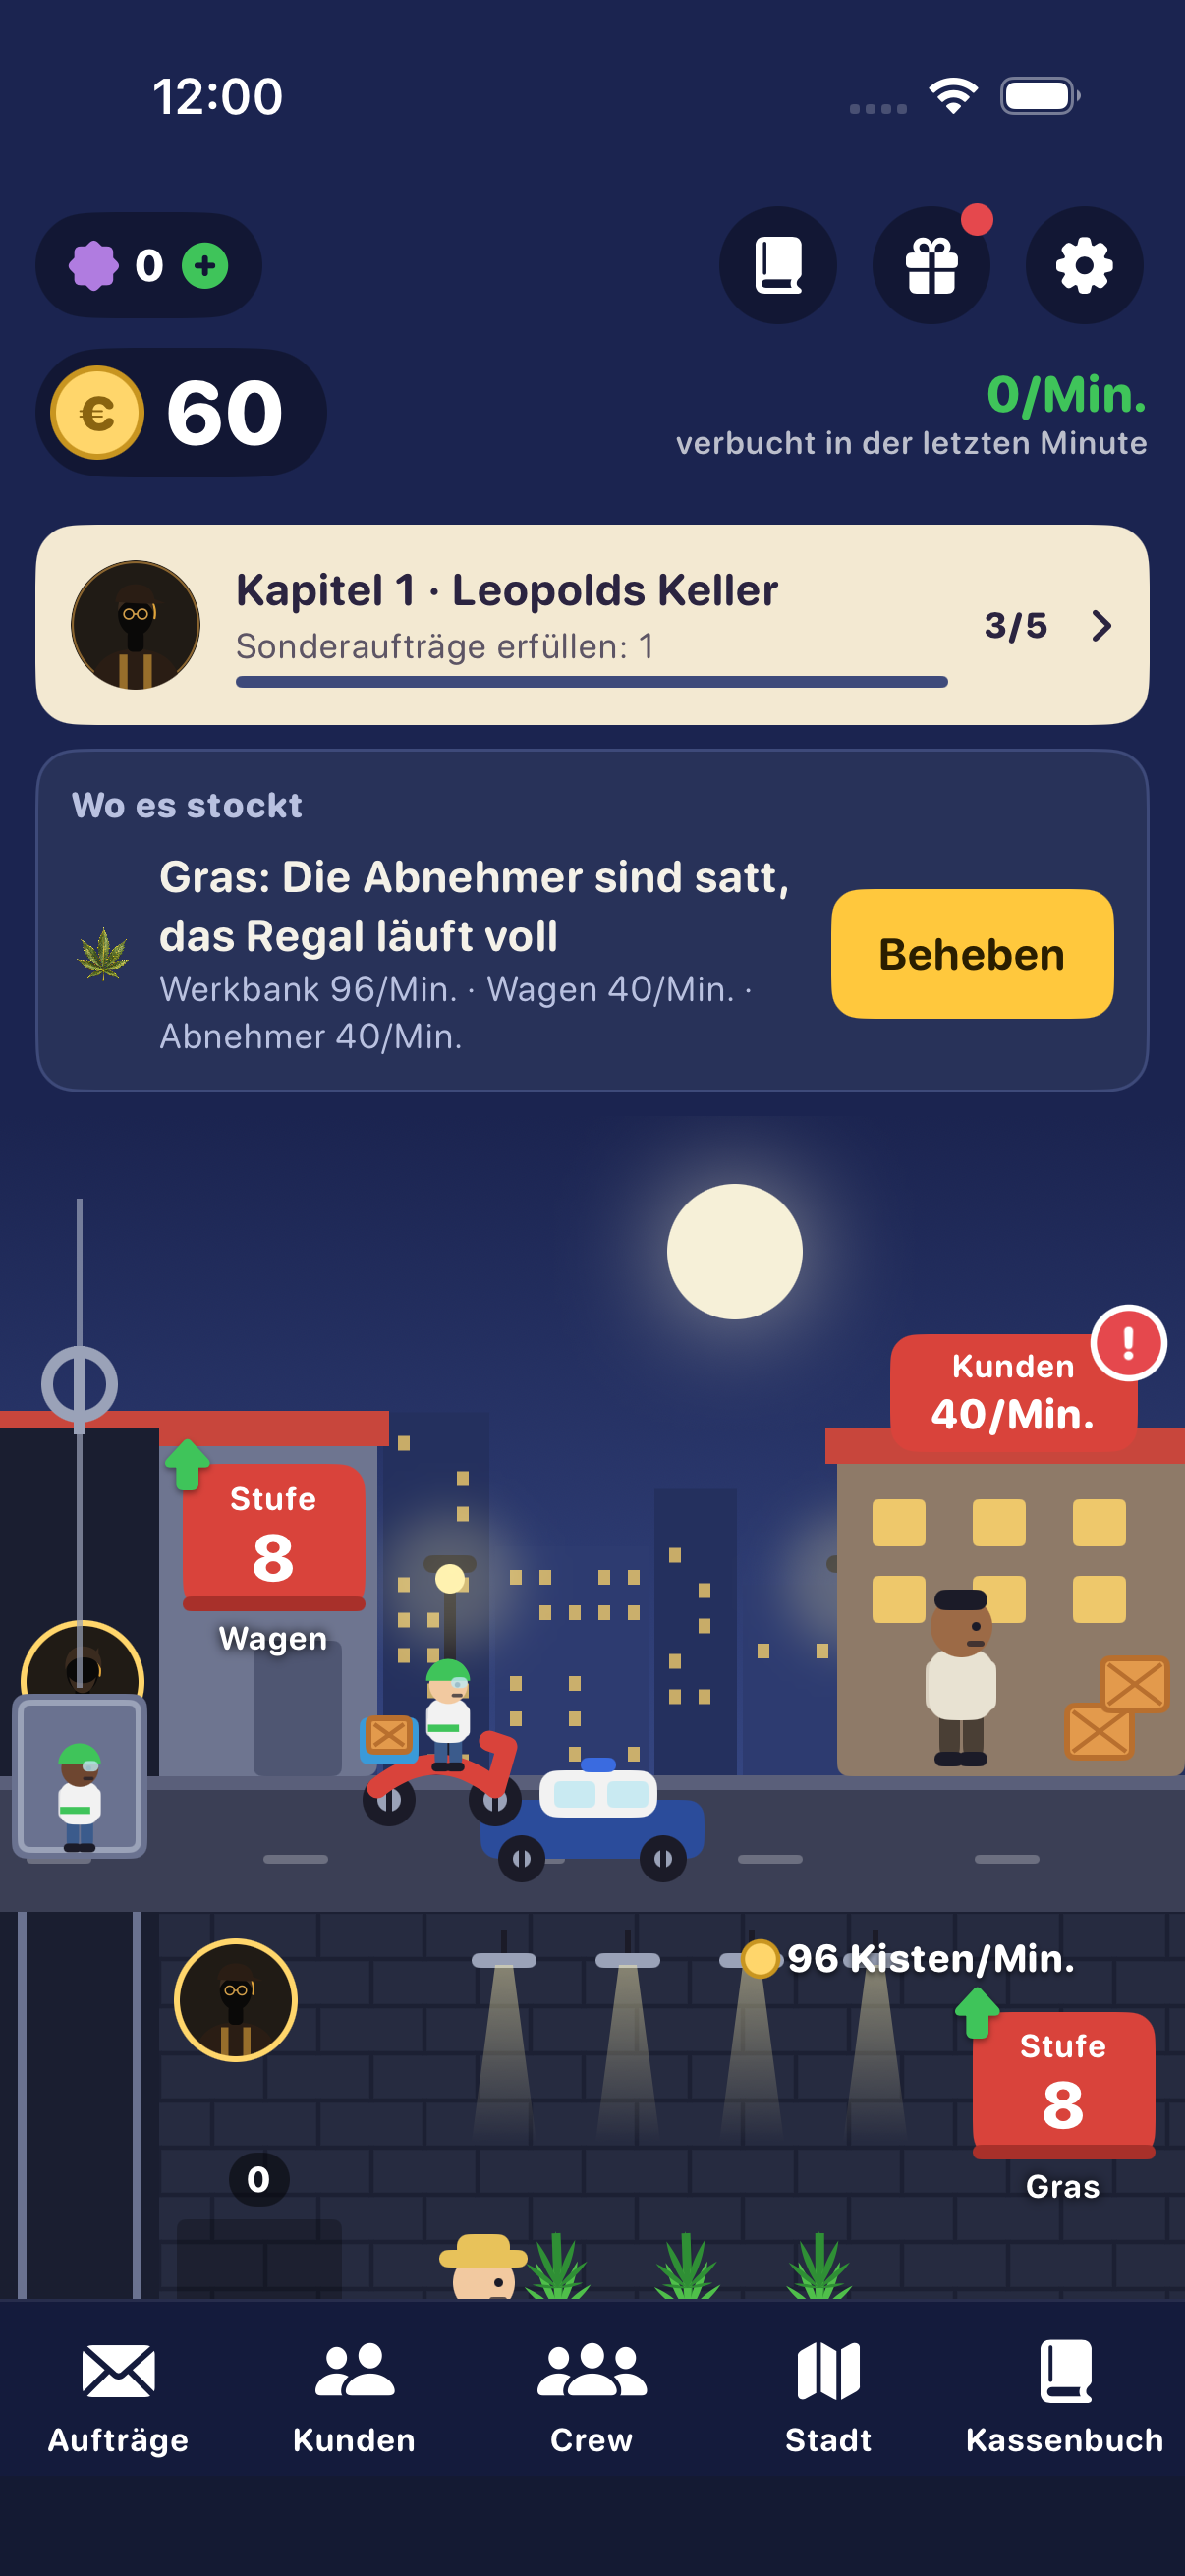 12:00
0
60
€
0/Min.
verbucht in der letzten Minute
Kapitel 1 · Leopolds Keller
Sonderaufträge erfüllen: 1
3/5
Wo es stockt
Gras: Die Abnehmer sind satt,
das Regal läuft voll
Werkbank 96/Min. · Wagen 40/Min. ·
Abnehmer 40/Min.
Beheben
Kunden
40/Min.
!
Stufe
8
Wagen
96 Kisten/Min.
Stufe
8
Gras
0
Aufträge
Kunden
Crew
Stadt
Kassenbuch